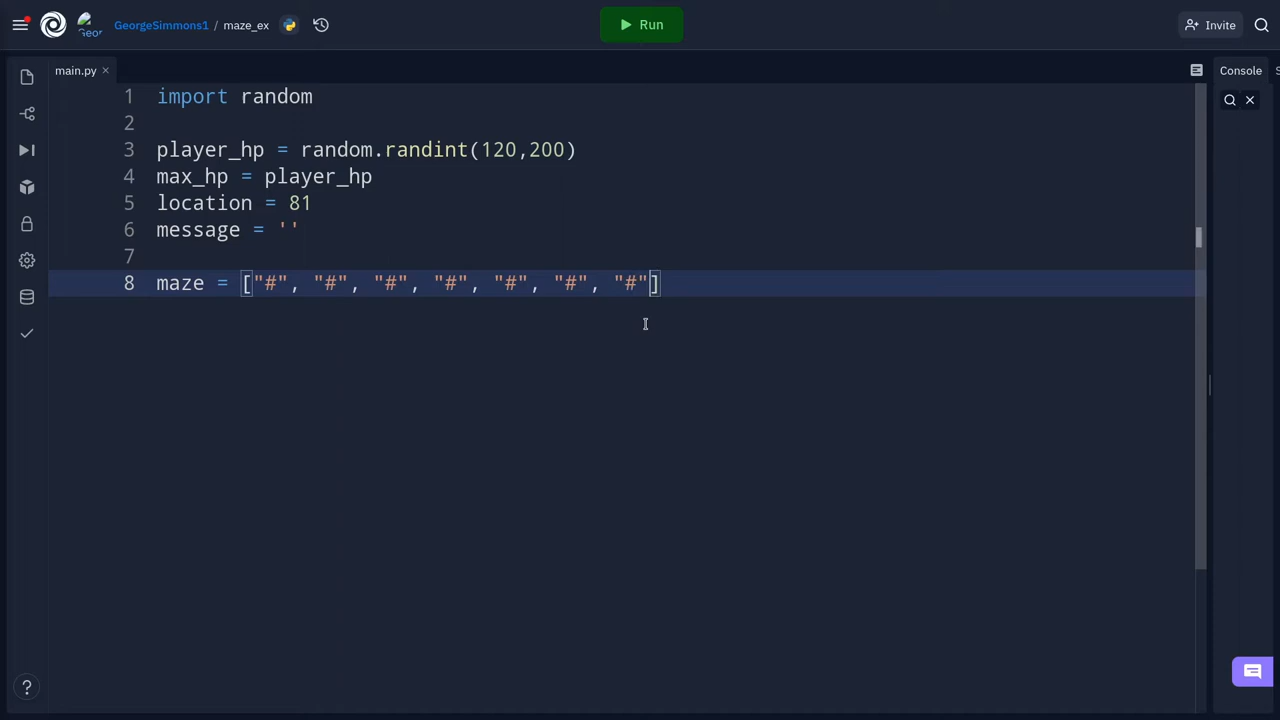 GeorgeSimmons1 / maze_ex
Run
Invite
main.py
Console
1 import random
2
3 player_hp = random.randint(120,200)
4 max_hp = player_hp
5 location = 81
6 message = ''
7
8 maze = ["#", "#", "#", "#", "#", "#", "#"]